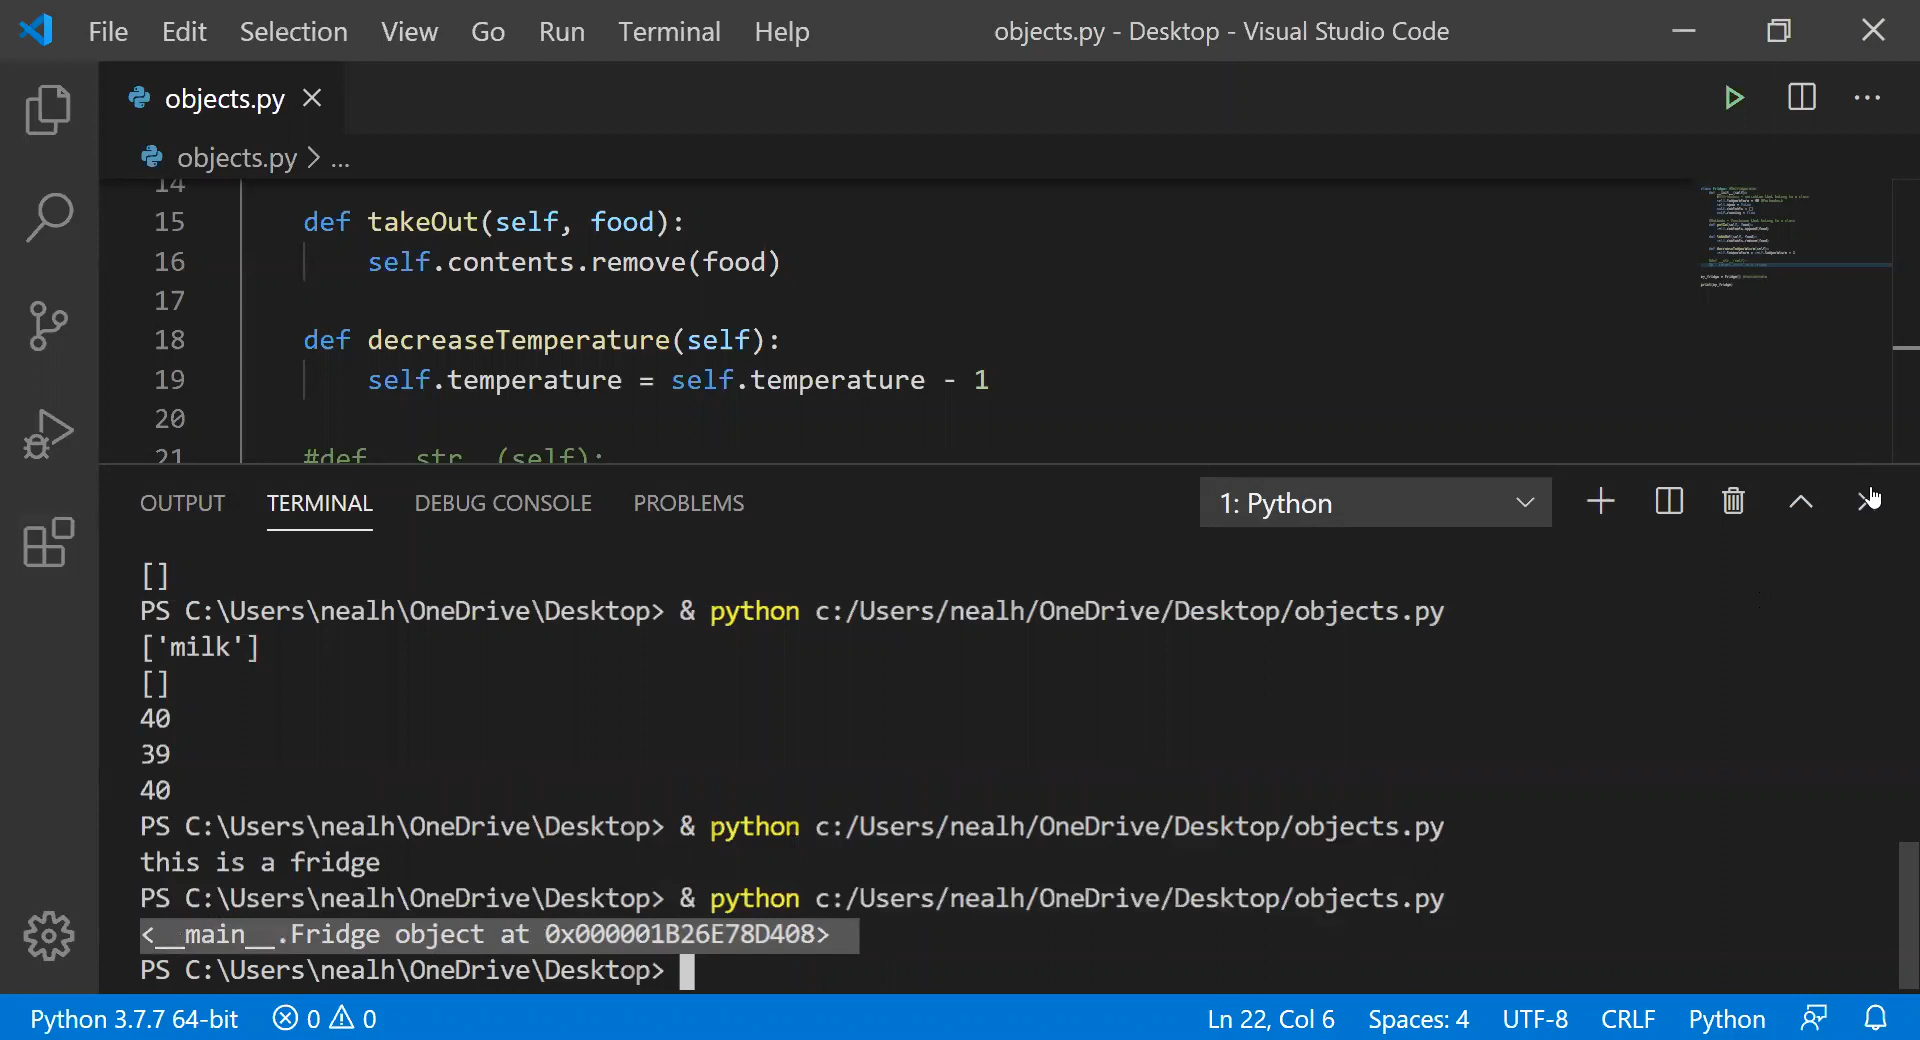 File Edit Selection View Go Run Terminal Help objects.py - Desktop - Visual Studio Code
objects.py
objects.py > ...
14
15 def takeOut(self, food):
16 self.contents.remove(food)
17
18 def decreaseTemperature(self):
19 self.temperature = self.temperature - 1
20
21 #def __str__(self):
OUTPUT TERMINAL DEBUG CONSOLE PROBLEMS 1: Python
[]
PS C:\Users\nealh\OneDrive\Desktop> & python c:/Users/nealh/OneDrive/Desktop/objects.py
['milk']
[]
40
39
40
PS C:\Users\nealh\OneDrive\Desktop> & python c:/Users/nealh/OneDrive/Desktop/objects.py
this is a fridge
PS C:\Users\nealh\OneDrive\Desktop> & python c:/Users/nealh/OneDrive/Desktop/objects.py
<__main__.Fridge object at 0x000001B26E78D408>
PS C:\Users\nealh\OneDrive\Desktop>
Python 3.7.7 64-bit 0 0 Ln 22, Col 6 Spaces: 4 UTF-8 CRLF Python